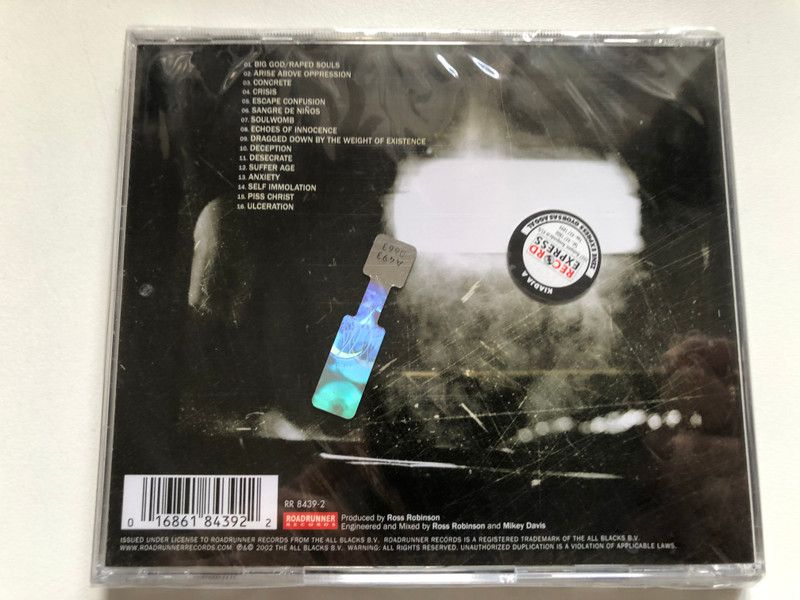 01. BIG GOD/RAPED SOULS
02. ARISE ABOVE OPPRESSION
03. CONCRETE
04. CRISIS
05. ESCAPE CONFUSION
06. SANGRE DE NIÑOS
07. SOULWOMB
08. ECHOES OF INNOCENCE
09. DRAGGED DOWN BY THE WEIGHT OF EXISTENCE
10. DECEPTION
11. DESECRATE
12. SUFFER AGE
13. ANXIETY
14. SELF IMMOLATION
15. PISS CHRIST
16. ULCERATION
A493
0663
KIADJA A
RECORD
EXPRESS
RR 8439-2
ROADRUNNER
RECORDS
Produced by Ross Robinson
Engineered and Mixed by Ross Robinson and Mikey Davis
0 16861 84392 2
ISSUED UNDER LICENSE TO ROADRUNNER RECORDS FROM THE ALL BLACKS B.V. ROADRUNNER RECORDS IS A REGISTERED TRADEMARK OF THE ALL BLACKS B.V.
WWW.ROADRUNNERRECORDS.COM ℗&© 2002 THE ALL BLACKS B.V. WARNING: ALL RIGHTS RESERVED. UNAUTHORIZED DUPLICATION IS A VIOLATION OF APPLICABLE LAWS.